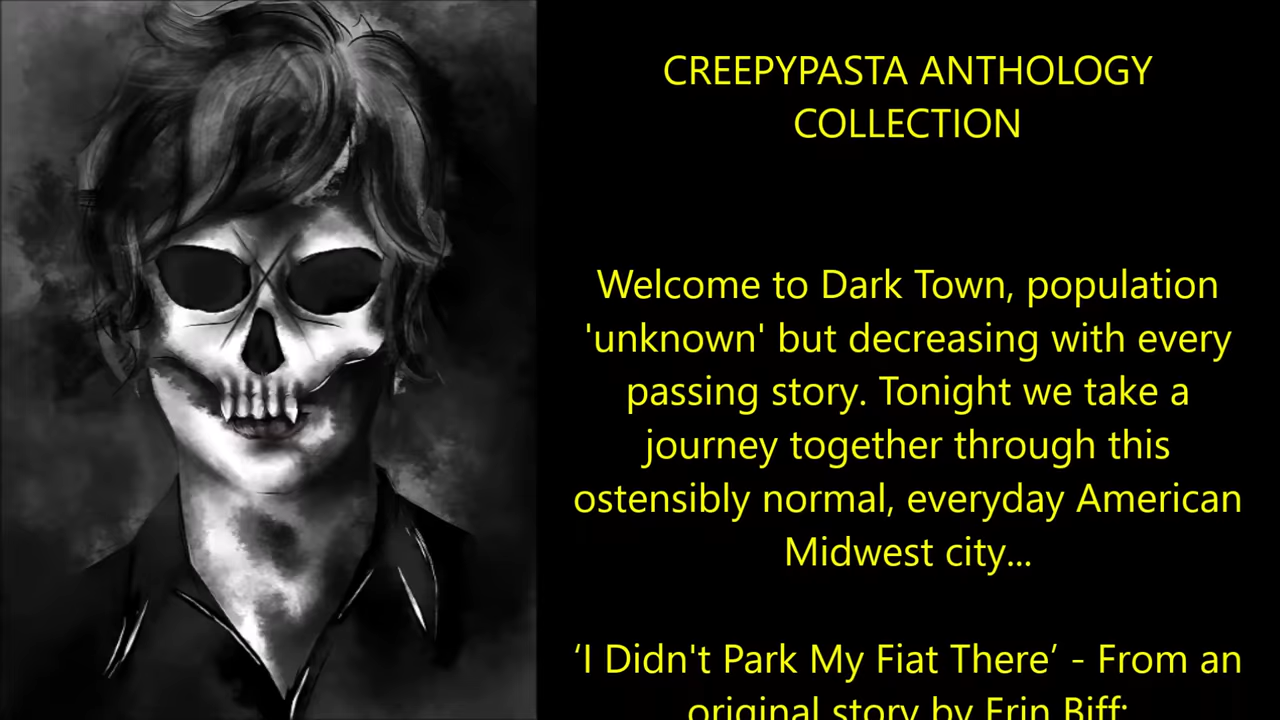 CREEPYPASTA ANTHOLOGY
COLLECTION
Welcome to Dark Town, population
'unknown' but decreasing with every
passing story. Tonight we take a
journey together through this
ostensibly normal, everyday American
Midwest city...
‘I Didn't Park My Fiat There’ - From an
original story by Erin Biff: